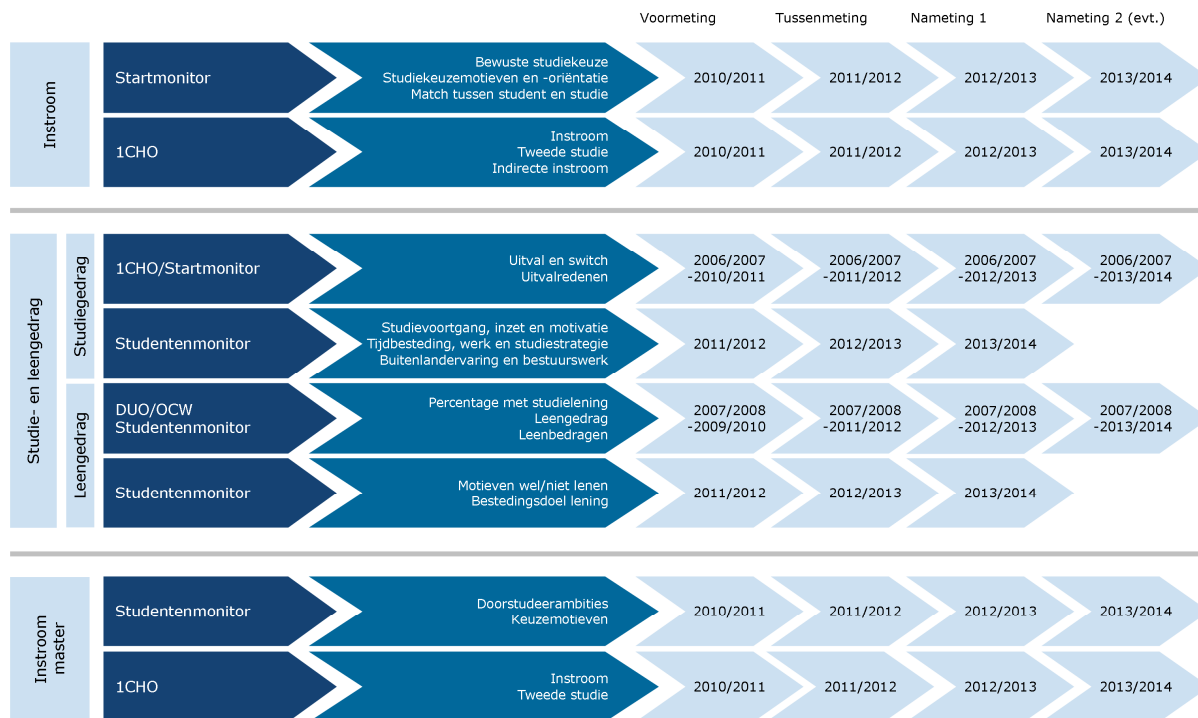 Voormeting Tussenmeting Nameting 1 Nameting 2 (evt.)
Instroom
Startmonitor
Bewuste studiekeuze
Studiekeuzemotieven en -oriëntatie
Match tussen student en studie
2010/2011 2011/2012 2012/2013 2013/2014
1CHO
Instroom
Tweede studie
Indirecte instroom
2010/2011 2011/2012 2012/2013 2013/2014
Studie- en leengedrag
Studiegedrag
1CHO/Startmonitor
Uitval en switch
Uitvalredenen
2006/2007 2006/2007 2006/2007 2006/2007
-2010/2011 -2011/2012 -2012/2013 -2013/2014
Studentenmonitor
Studievoortgang, inzet en motivatie
Tijdbesteding, werk en studiestrategie
Buitenlandervaring en bestuurswerk
2011/2012 2012/2013 2013/2014
Leengedrag
DUO/OCW
Studentenmonitor
Percentage met studielening
Leengedrag
Leenbedragen
2007/2008 2007/2008 2007/2008 2007/2008
-2009/2010 -2011/2012 -2012/2013 -2013/2014
Studentenmonitor
Motieven wel/niet lenen
Bestedingsdoel lening
2011/2012 2012/2013 2013/2014
Instroom
master
Studentenmonitor
Doorstudeerambities
Keuzemotieven
2010/2011 2011/2012 2012/2013 2013/2014
1CHO
Instroom
Tweede studie
2010/2011 2011/2012 2012/2013 2013/2014